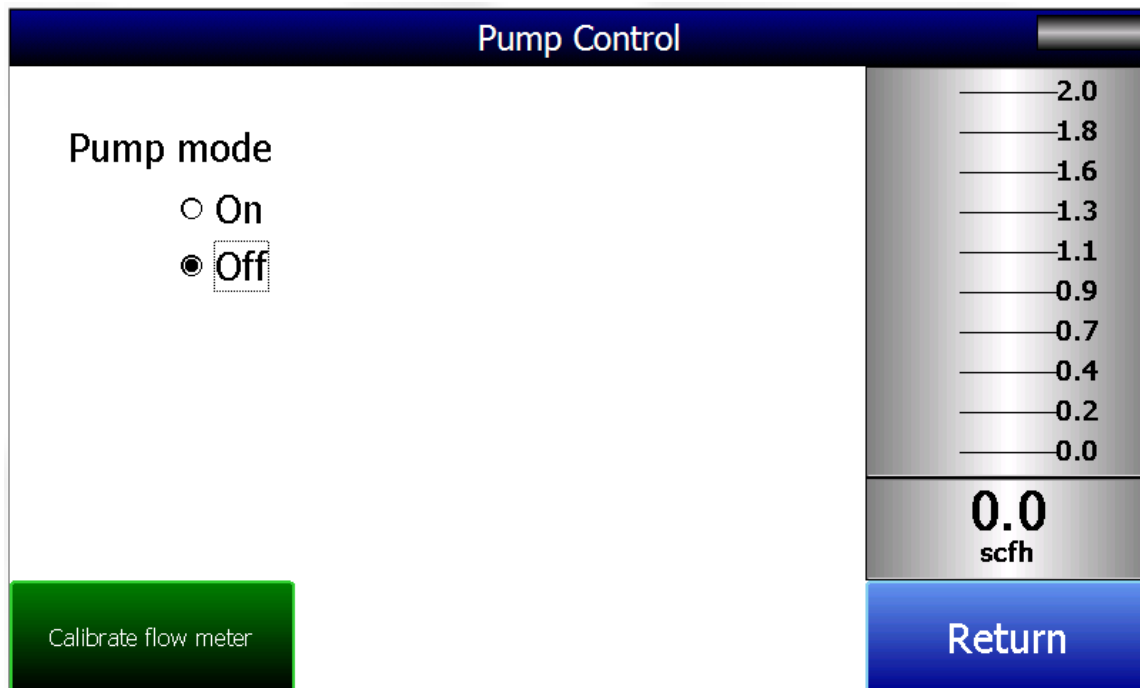 Pump Control
Pump mode
On
Off
2.0
1.8
1.6
1.3
1.1
0.9
0.7
0.4
0.2
0.0
0.0
scfh
Calibrate flow meter
Return